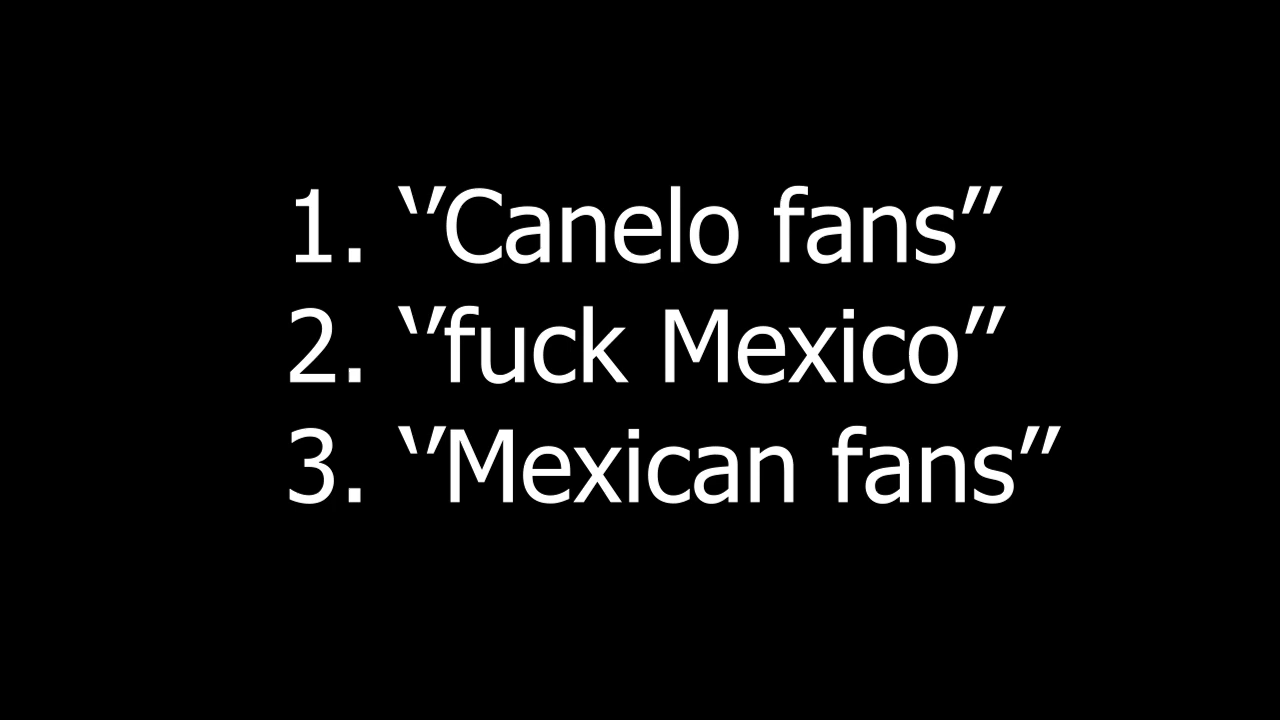 1. ‘’Canelo fans’’
2. ‘’fuck Mexico’’
3. ‘’Mexican fans’’